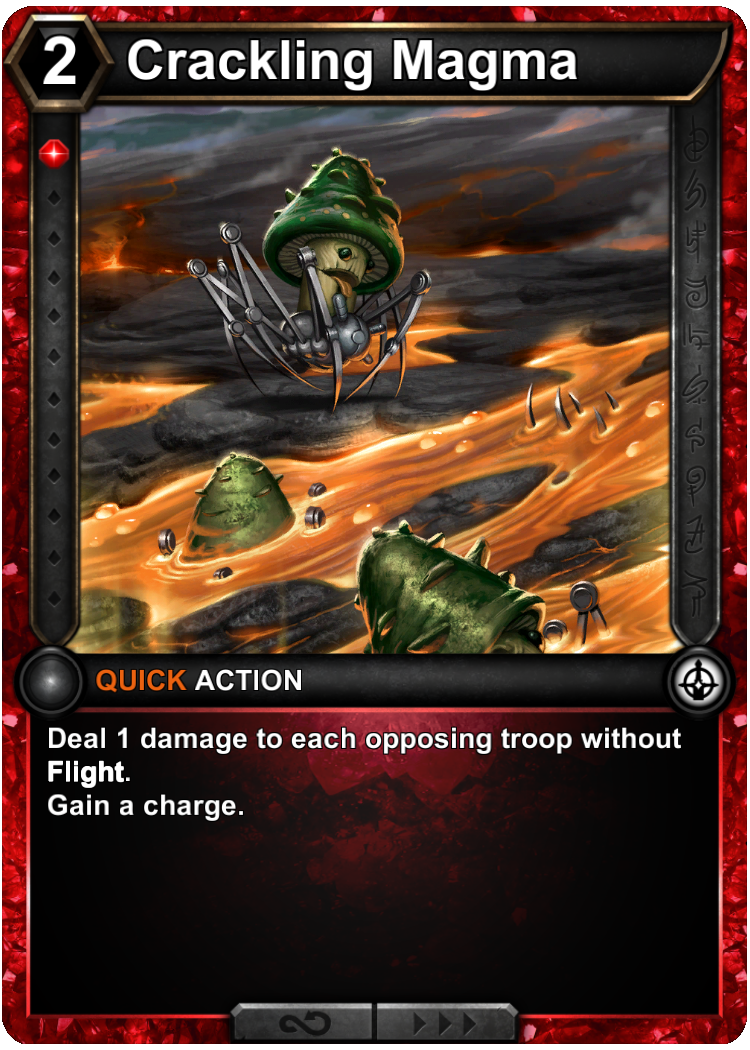 2 Crackling Magma
QUICK ACTION
Deal 1 damage to each opposing troop without
Flight.
Gain a charge.